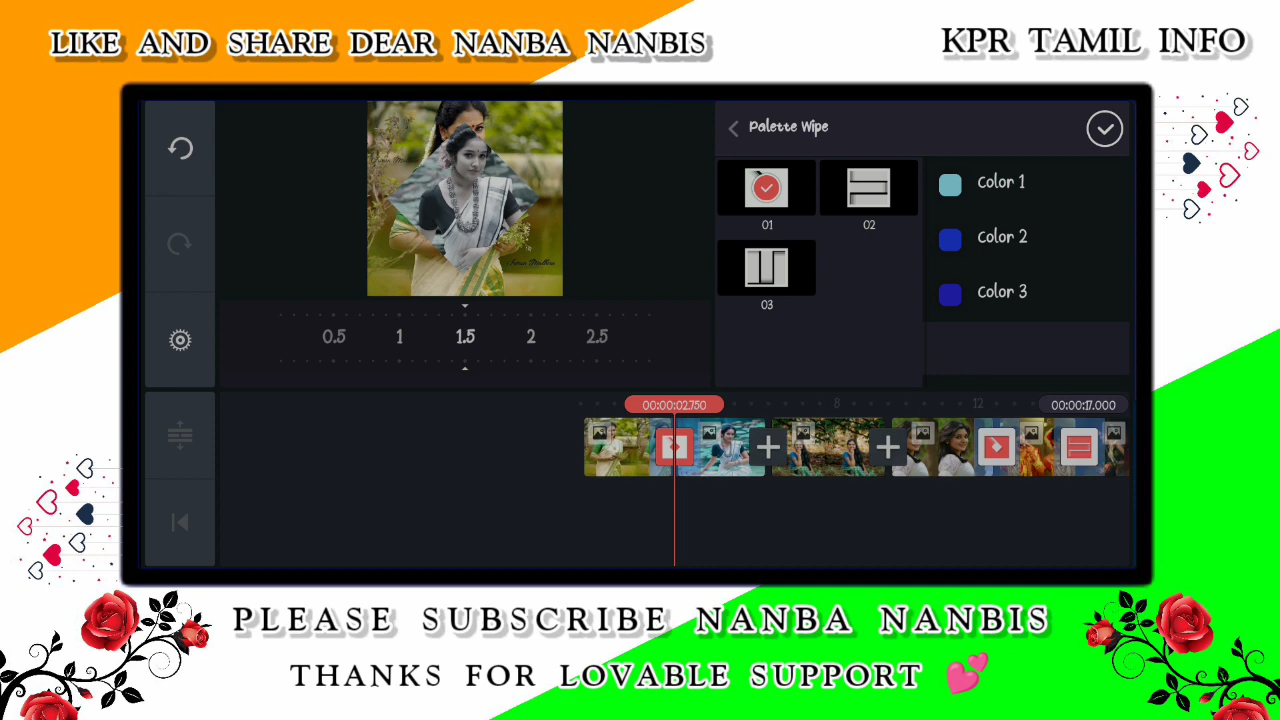 LIKE AND SHARE DEAR NANBA NANBIS
KPR TAMIL INFO
Palette Wipe
01
02
03
Color 1
Color 2
Color 3
0.5 1 1.5 2 2.5
00:00:02.750
8
12
00:00:17.000
PLEASE SUBSCRIBE NANBA NANBIS
THANKS FOR LOVABLE SUPPORT 💕